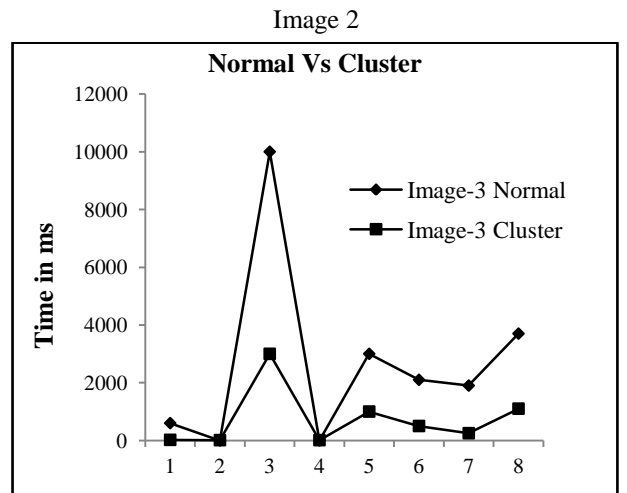 Image 2
Normal Vs Cluster
12000
10000
8000
6000
4000
2000
0
Time in ms
Image-3 Normal
Image-3 Cluster
1 2 3 4 5 6 7 8